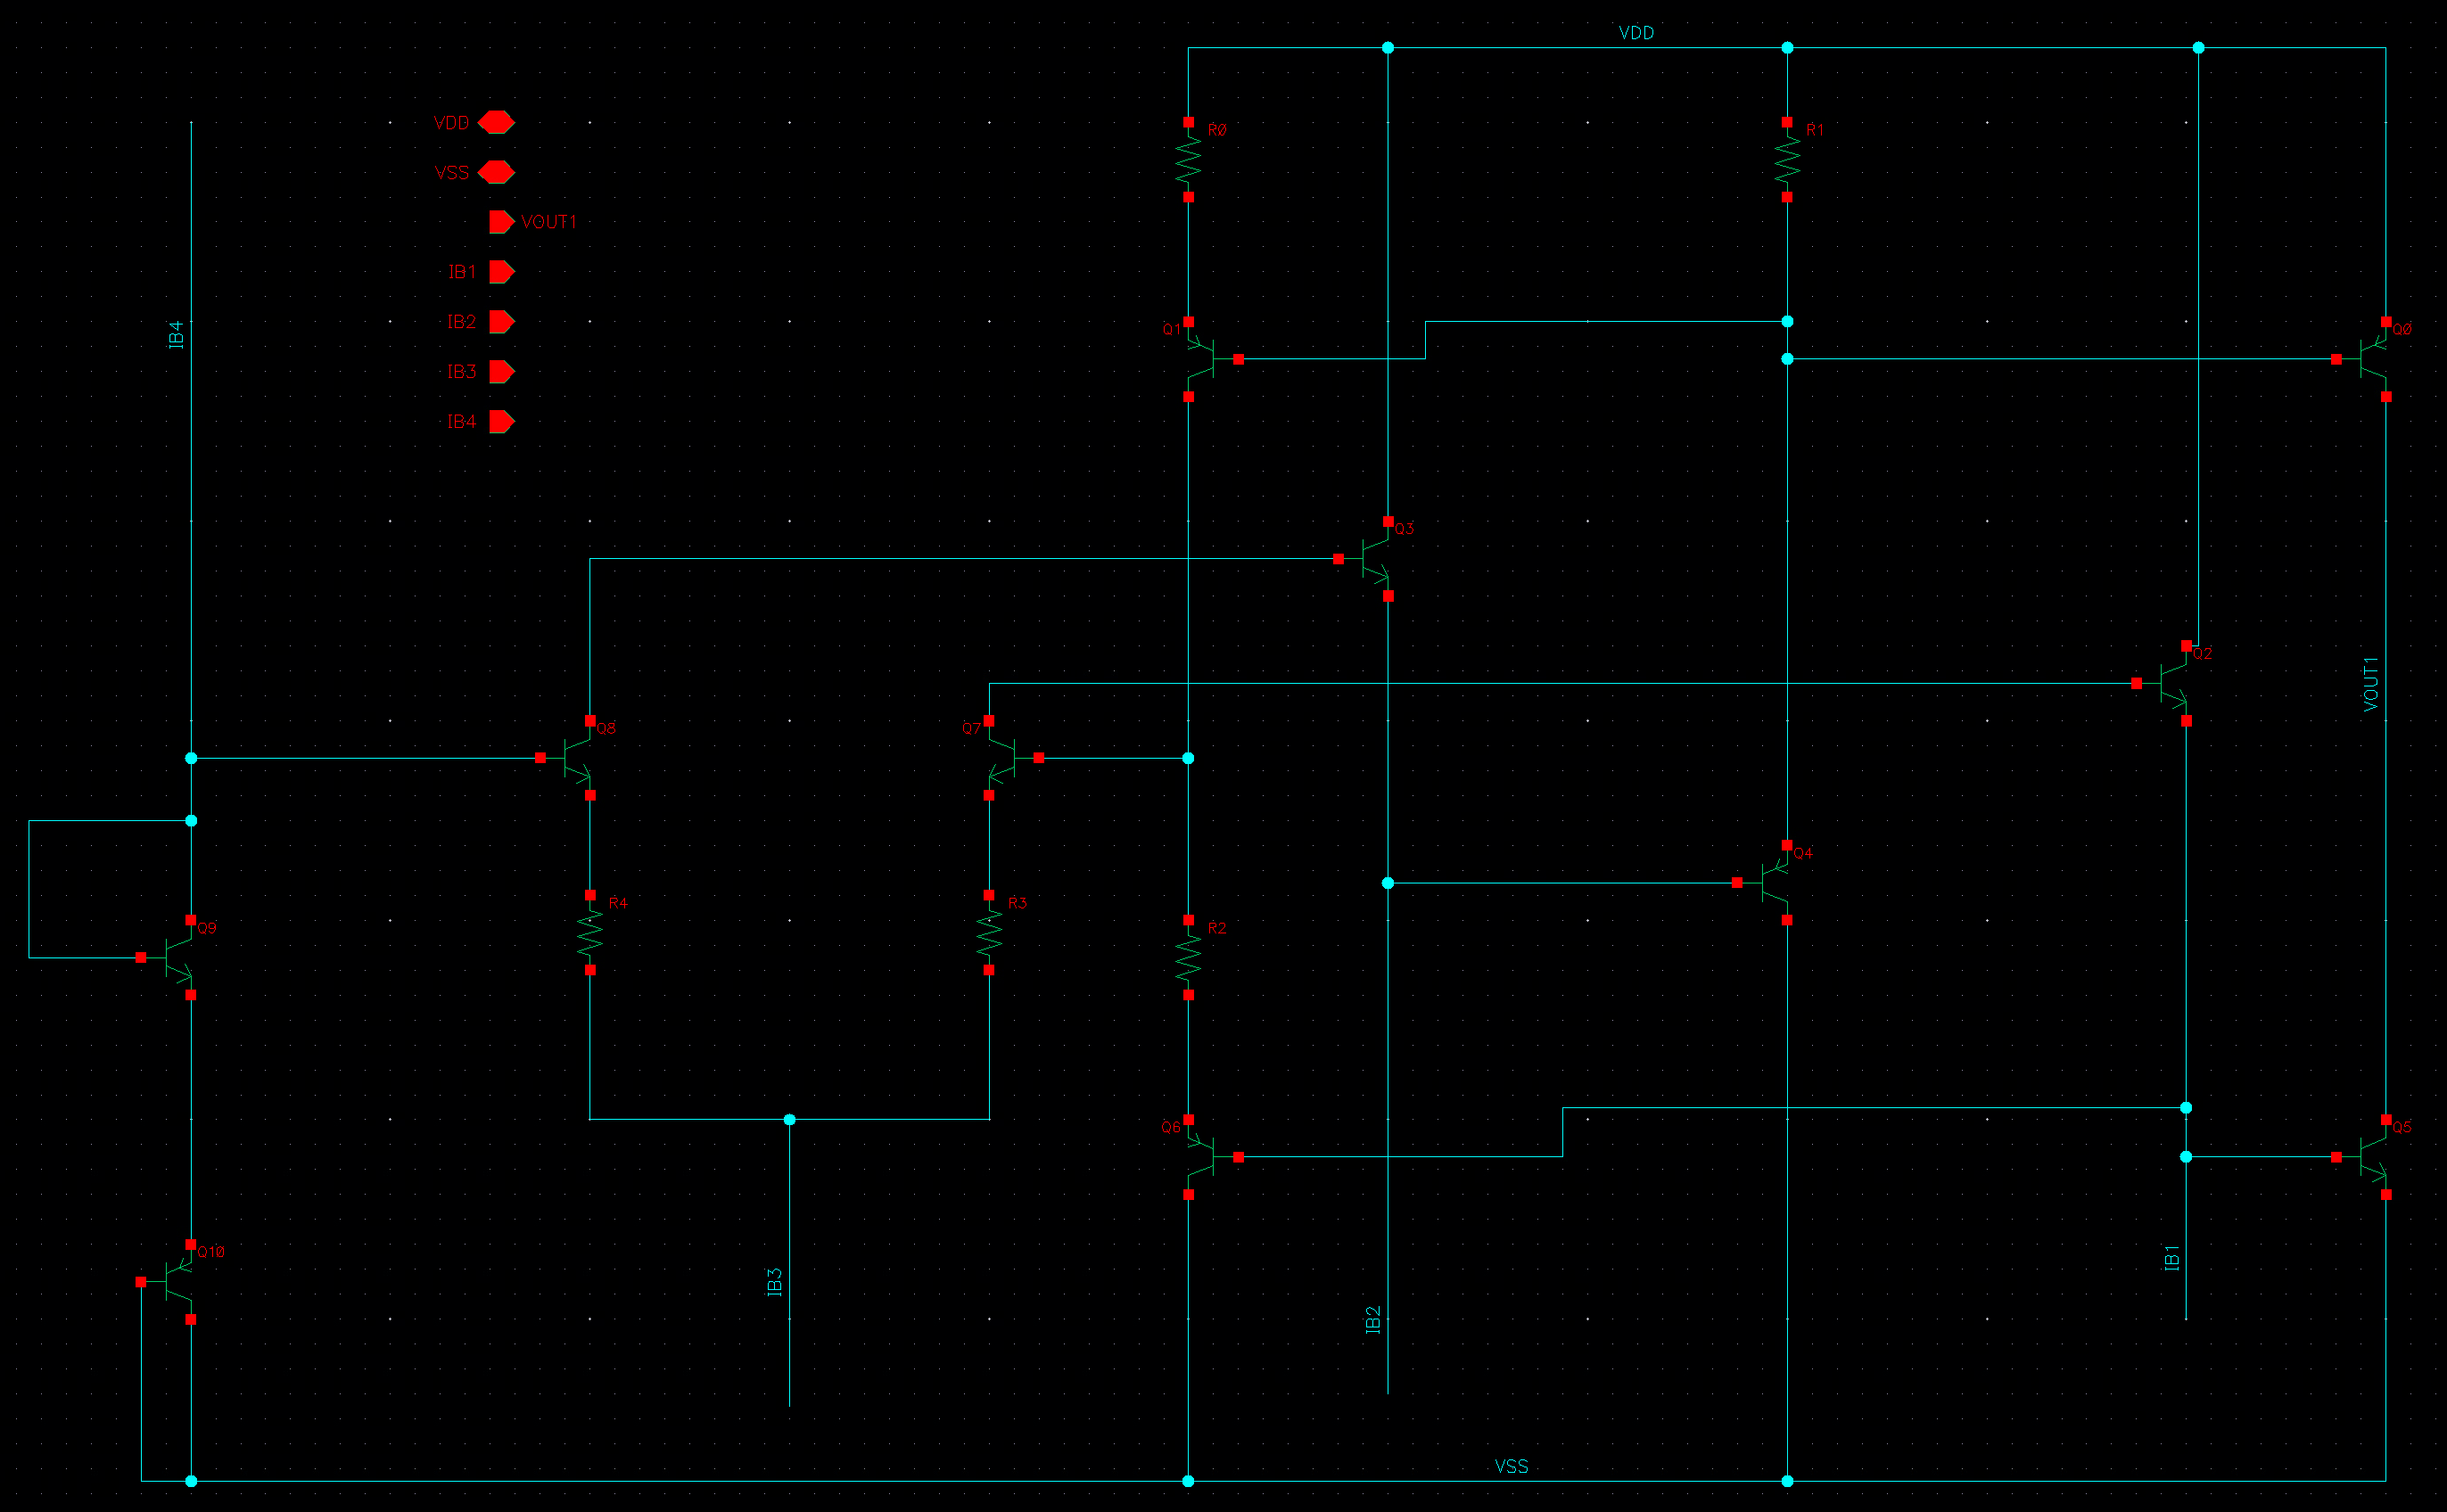 VDD
VDD
R0
R1
VSS
VOUT1
IB1
IB2
IB3
IB4
IB4
Q1
Q0
Q3
Q2
VOUT1
Q8
Q7
Q4
R4
R3
R2
Q9
Q6
Q5
Q10
IB3
IB2
IB1
VSS